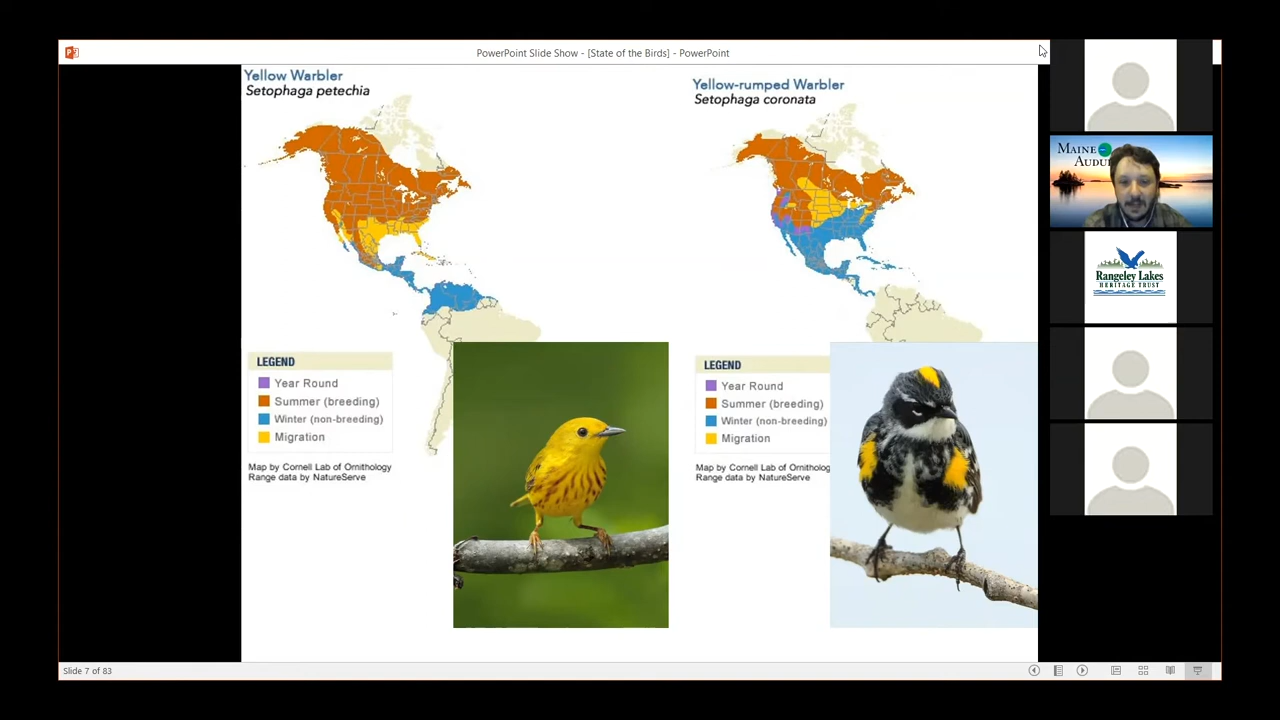 PowerPoint Slide Show - [State of the Birds] - PowerPoint
Yellow Warbler
Setophaga petechia
LEGEND
Year Round
Summer (breeding)
Winter (non-breeding)
Migration
Map by Cornell Lab of Ornithology
Range data by NatureServe
Yellow-rumped Warbler
Setophaga coronata
LEGEND
Year Round
Summer (breeding)
Winter (non-breeding)
Migration
Map by Cornell Lab of Ornithology
Range data by NatureServe
MAINE
AUDU
Rangeley Lakes
HERITAGE TRUST
Slide 7 of 83